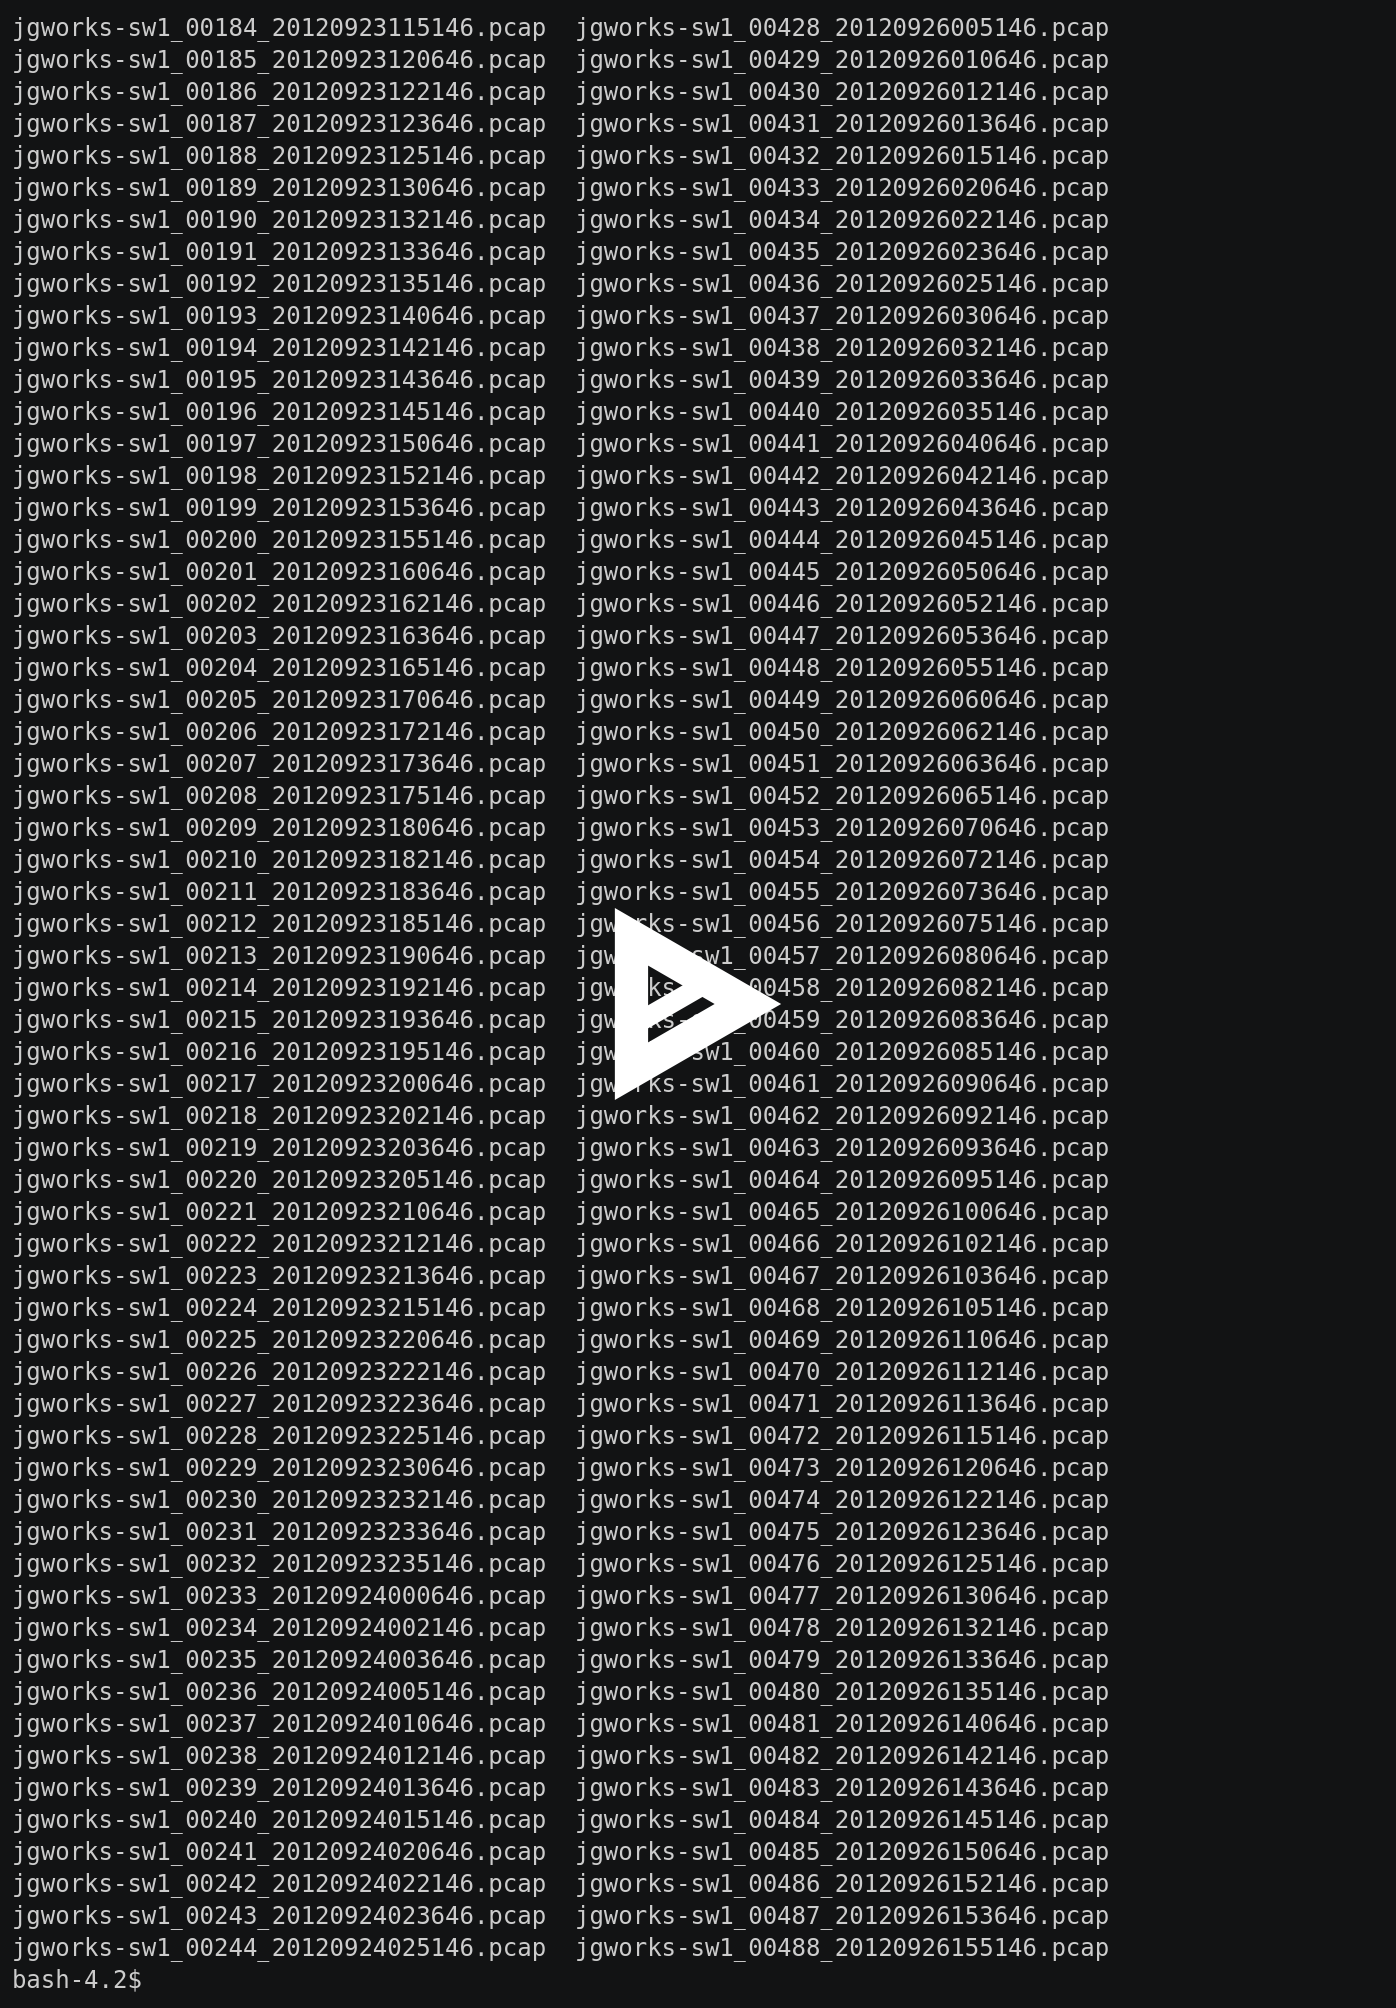 jgworks-sw1_00184_20120923115146.pcap  jgworks-sw1_00428_20120926005146.pcap
jgworks-sw1_00185_20120923120646.pcap  jgworks-sw1_00429_20120926010646.pcap
jgworks-sw1_00186_20120923122146.pcap  jgworks-sw1_00430_20120926012146.pcap
jgworks-sw1_00187_20120923123646.pcap  jgworks-sw1_00431_20120926013646.pcap
jgworks-sw1_00188_20120923125146.pcap  jgworks-sw1_00432_20120926015146.pcap
jgworks-sw1_00189_20120923130646.pcap  jgworks-sw1_00433_20120926020646.pcap
jgworks-sw1_00190_20120923132146.pcap  jgworks-sw1_00434_20120926022146.pcap
jgworks-sw1_00191_20120923133646.pcap  jgworks-sw1_00435_20120926023646.pcap
jgworks-sw1_00192_20120923135146.pcap  jgworks-sw1_00436_20120926025146.pcap
jgworks-sw1_00193_20120923140646.pcap  jgworks-sw1_00437_20120926030646.pcap
jgworks-sw1_00194_20120923142146.pcap  jgworks-sw1_00438_20120926032146.pcap
jgworks-sw1_00195_20120923143646.pcap  jgworks-sw1_00439_20120926033646.pcap
jgworks-sw1_00196_20120923145146.pcap  jgworks-sw1_00440_20120926035146.pcap
jgworks-sw1_00197_20120923150646.pcap  jgworks-sw1_00441_20120926040646.pcap
jgworks-sw1_00198_20120923152146.pcap  jgworks-sw1_00442_20120926042146.pcap
jgworks-sw1_00199_20120923153646.pcap  jgworks-sw1_00443_20120926043646.pcap
jgworks-sw1_00200_20120923155146.pcap  jgworks-sw1_00444_20120926045146.pcap
jgworks-sw1_00201_20120923160646.pcap  jgworks-sw1_00445_20120926050646.pcap
jgworks-sw1_00202_20120923162146.pcap  jgworks-sw1_00446_20120926052146.pcap
jgworks-sw1_00203_20120923163646.pcap  jgworks-sw1_00447_20120926053646.pcap
jgworks-sw1_00204_20120923165146.pcap  jgworks-sw1_00448_20120926055146.pcap
jgworks-sw1_00205_20120923170646.pcap  jgworks-sw1_00449_20120926060646.pcap
jgworks-sw1_00206_20120923172146.pcap  jgworks-sw1_00450_20120926062146.pcap
jgworks-sw1_00207_20120923173646.pcap  jgworks-sw1_00451_20120926063646.pcap
jgworks-sw1_00208_20120923175146.pcap  jgworks-sw1_00452_20120926065146.pcap
jgworks-sw1_00209_20120923180646.pcap  jgworks-sw1_00453_20120926070646.pcap
jgworks-sw1_00210_20120923182146.pcap  jgworks-sw1_00454_20120926072146.pcap
jgworks-sw1_00211_20120923183646.pcap  jgworks-sw1_00455_20120926073646.pcap
jgworks-sw1_00212_20120923185146.pcap  jgworks-sw1_00456_20120926075146.pcap
jgworks-sw1_00213_20120923190646.pcap  jgworks-sw1_00457_20120926080646.pcap
jgworks-sw1_00214_20120923192146.pcap  jgworks-sw1_00458_20120926082146.pcap
jgworks-sw1_00215_20120923193646.pcap  jgworks-sw1_00459_20120926083646.pcap
jgworks-sw1_00216_20120923195146.pcap  jgworks-sw1_00460_20120926085146.pcap
jgworks-sw1_00217_20120923200646.pcap  jgworks-sw1_00461_20120926090646.pcap
jgworks-sw1_00218_20120923202146.pcap  jgworks-sw1_00462_20120926092146.pcap
jgworks-sw1_00219_20120923203646.pcap  jgworks-sw1_00463_20120926093646.pcap
jgworks-sw1_00220_20120923205146.pcap  jgworks-sw1_00464_20120926095146.pcap
jgworks-sw1_00221_20120923210646.pcap  jgworks-sw1_00465_20120926100646.pcap
jgworks-sw1_00222_20120923212146.pcap  jgworks-sw1_00466_20120926102146.pcap
jgworks-sw1_00223_20120923213646.pcap  jgworks-sw1_00467_20120926103646.pcap
jgworks-sw1_00224_20120923215146.pcap  jgworks-sw1_00468_20120926105146.pcap
jgworks-sw1_00225_20120923220646.pcap  jgworks-sw1_00469_20120926110646.pcap
jgworks-sw1_00226_20120923222146.pcap  jgworks-sw1_00470_20120926112146.pcap
jgworks-sw1_00227_20120923223646.pcap  jgworks-sw1_00471_20120926113646.pcap
jgworks-sw1_00228_20120923225146.pcap  jgworks-sw1_00472_20120926115146.pcap
jgworks-sw1_00229_20120923230646.pcap  jgworks-sw1_00473_20120926120646.pcap
jgworks-sw1_00230_20120923232146.pcap  jgworks-sw1_00474_20120926122146.pcap
jgworks-sw1_00231_20120923233646.pcap  jgworks-sw1_00475_20120926123646.pcap
jgworks-sw1_00232_20120923235146.pcap  jgworks-sw1_00476_20120926125146.pcap
jgworks-sw1_00233_20120924000646.pcap  jgworks-sw1_00477_20120926130646.pcap
jgworks-sw1_00234_20120924002146.pcap  jgworks-sw1_00478_20120926132146.pcap
jgworks-sw1_00235_20120924003646.pcap  jgworks-sw1_00479_20120926133646.pcap
jgworks-sw1_00236_20120924005146.pcap  jgworks-sw1_00480_20120926135146.pcap
jgworks-sw1_00237_20120924010646.pcap  jgworks-sw1_00481_20120926140646.pcap
jgworks-sw1_00238_20120924012146.pcap  jgworks-sw1_00482_20120926142146.pcap
jgworks-sw1_00239_20120924013646.pcap  jgworks-sw1_00483_20120926143646.pcap
jgworks-sw1_00240_20120924015146.pcap  jgworks-sw1_00484_20120926145146.pcap
jgworks-sw1_00241_20120924020646.pcap  jgworks-sw1_00485_20120926150646.pcap
jgworks-sw1_00242_20120924022146.pcap  jgworks-sw1_00486_20120926152146.pcap
jgworks-sw1_00243_20120924023646.pcap  jgworks-sw1_00487_20120926153646.pcap
jgworks-sw1_00244_20120924025146.pcap  jgworks-sw1_00488_20120926155146.pcap
bash-4.2$